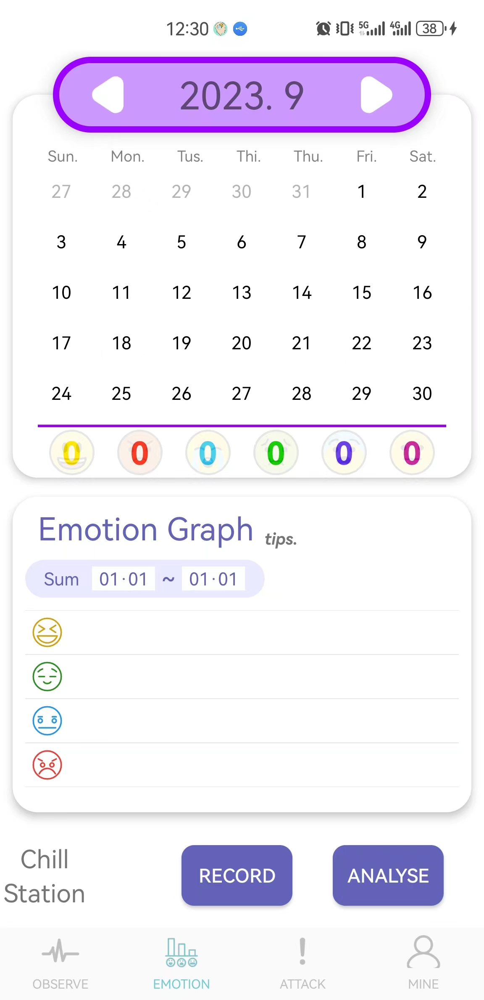 12:30 5G 4G 38
2023. 9
Sun. Mon. Tus. Thi. Thu. Fri. Sat.
27 28 29 30 31 1 2
3 4 5 6 7 8 9
10 11 12 13 14 15 16
17 18 19 20 21 22 23
24 25 26 27 28 29 30
0 0 0 0 0 0
Emotion Graph tips.
Sum 01·01 ~ 01·01
Chill
Station
RECORD ANALYSE
OBSERVE EMOTION ATTACK MINE